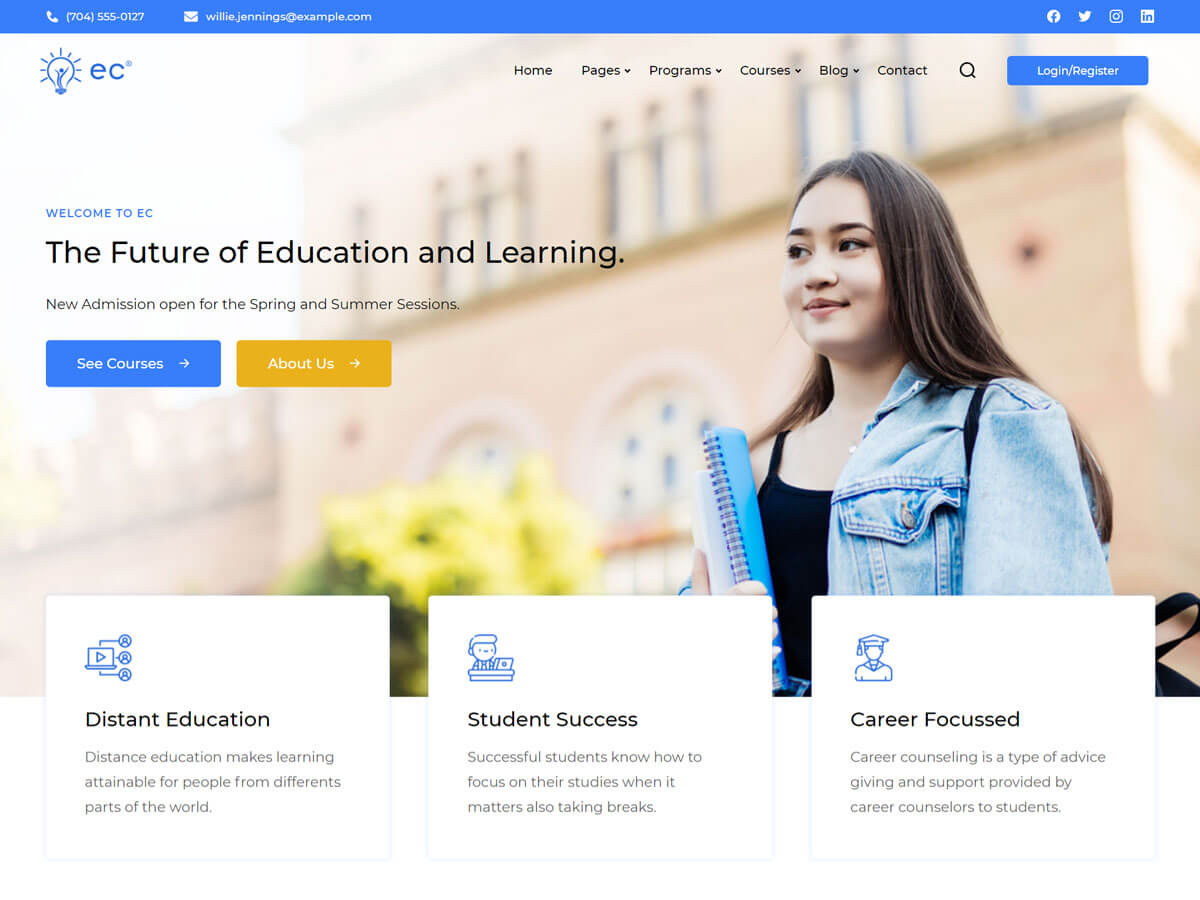 (704) 555-0127 willie.jennings@example.com
ec®
Home Pages Programs Courses Blog Contact Login/Register
WELCOME TO EC
The Future of Education and Learning.
New Admission open for the Spring and Summer Sessions.
See Courses → About Us →
Distant Education
Distance education makes learning
attainable for people from differents
parts of the world.
Student Success
Successful students know how to
focus on their studies when it
matters also taking breaks.
Career Focussed
Career counseling is a type of advice
giving and support provided by
career counselors to students.